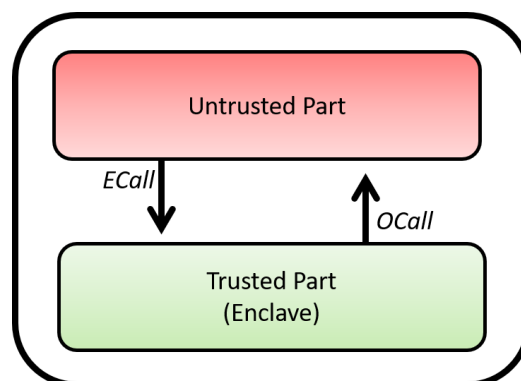 Untrusted Part
ECall
OCall
Trusted Part
(Enclave)